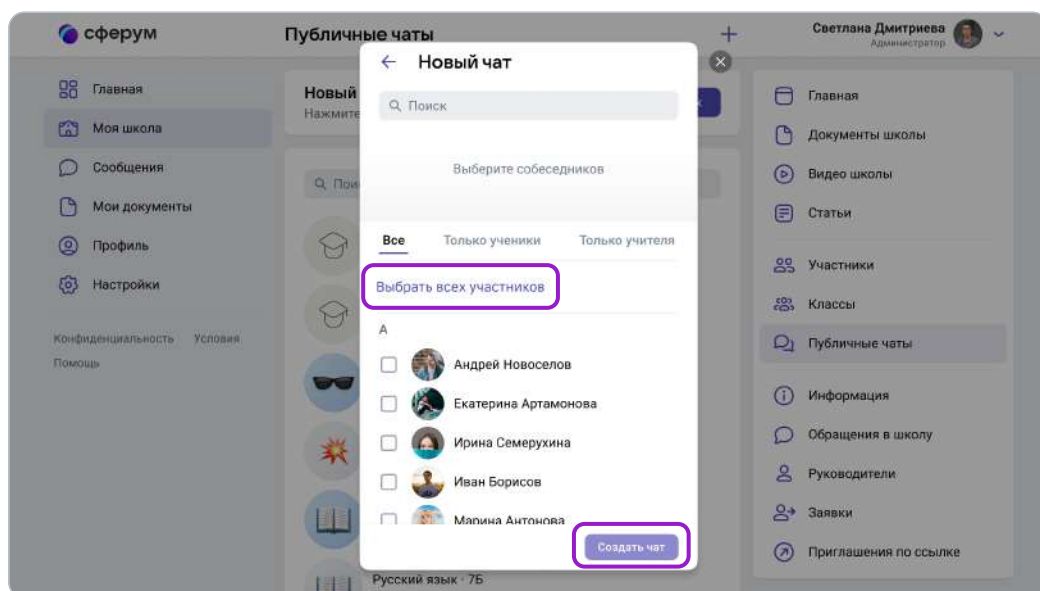 сферум
Публичные чаты
Светлана Дмитриева
Администратор
Главная
Моя школа
Сообщения
Мои документы
Профиль
Настройки
Конфиденциальность Условия
Помощь
Новый
Нажмите
Пои
Новый чат
Поиск
Выберите собеседников
Все Только ученики Только учителя
Выбрать всех участников
А
Андрей Новоселов
Екатерина Артамонова
Ирина Семерухина
Иван Борисов
Марина Антонова
Создать чат
Русский язык · 7Б
Главная
Документы школы
Видео школы
Статьи
Участники
Классы
Публичные чаты
Информация
Обращения в школу
Руководители
Заявки
Приглашения по ссылке